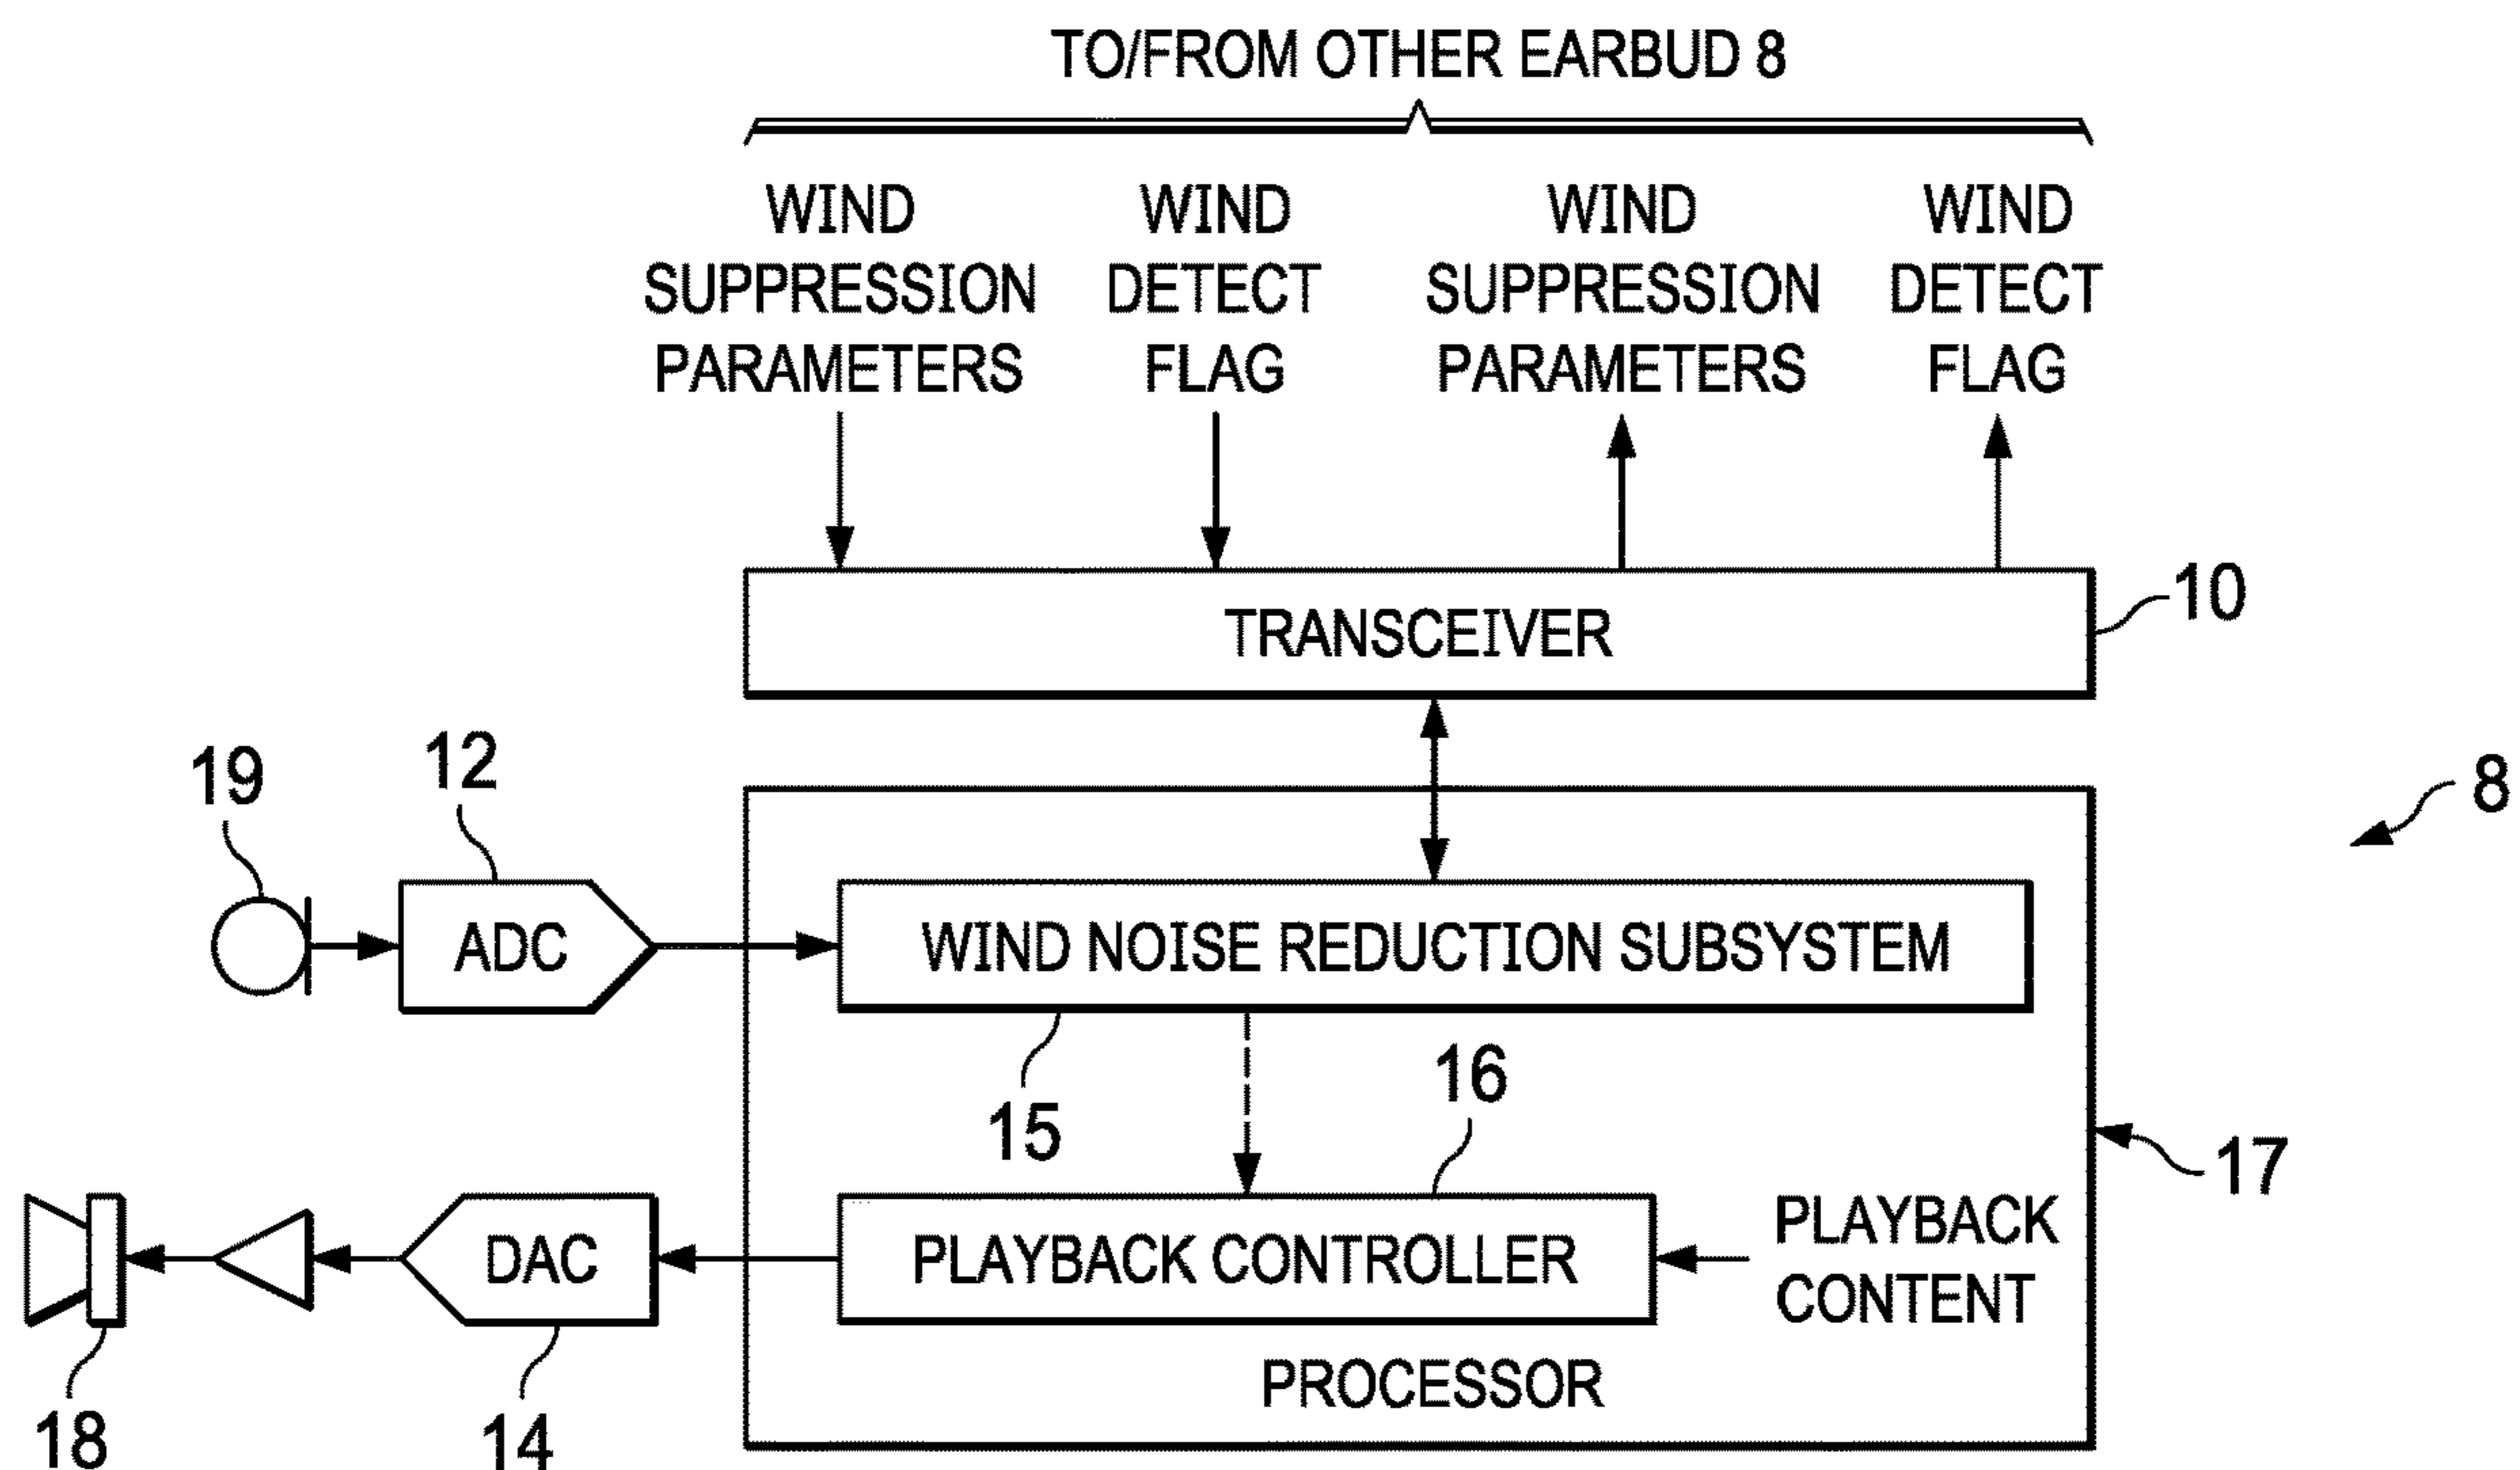 TO/FROM OTHER EARBUD 8
WIND
SUPPRESSION
PARAMETERS
WIND
DETECT
FLAG
WIND
SUPPRESSION
PARAMETERS
WIND
DETECT
FLAG
TRANSCEIVER
10
19
12
8
ADC
WIND NOISE REDUCTION SUBSYSTEM
15
16
17
DAC
PLAYBACK CONTROLLER
PLAYBACK
CONTENT
PROCESSOR
18
14